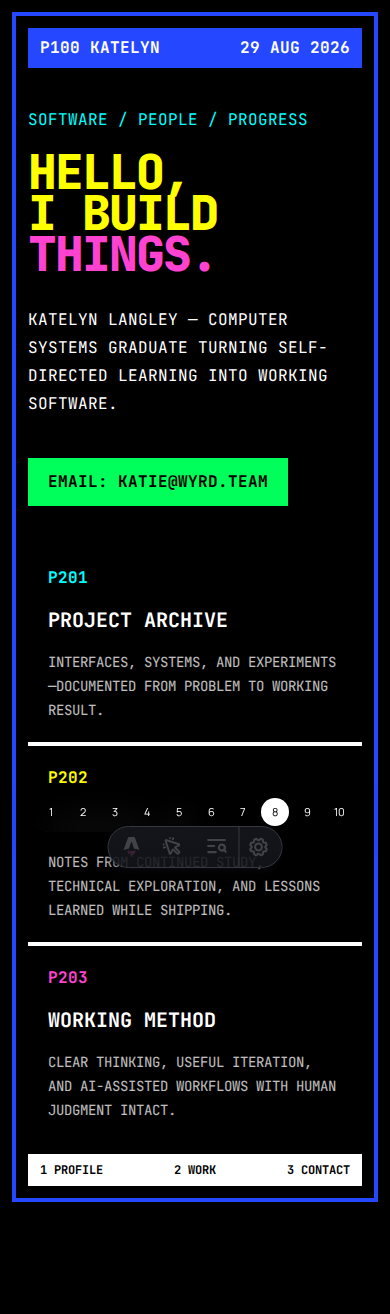 P100 KATELYN 29 AUG 2026
SOFTWARE / PEOPLE / PROGRESS
HELLO,
I BUILD
THINGS.
KATELYN LANGLEY — COMPUTER
SYSTEMS GRADUATE TURNING SELF-
DIRECTED LEARNING INTO WORKING
SOFTWARE.
EMAIL: KATIE@WYRD.TEAM
P201
PROJECT ARCHIVE
INTERFACES, SYSTEMS, AND EXPERIMENTS
—DOCUMENTED FROM PROBLEM TO WORKING
RESULT.
P202
1 2 3 4 5 6 7 8 9 10
NOTES FROM CONTINUED STUDY,
TECHNICAL EXPLORATION, AND LESSONS
LEARNED WHILE SHIPPING.
P203
WORKING METHOD
CLEAR THINKING, USEFUL ITERATION,
AND AI-ASSISTED WORKFLOWS WITH HUMAN
JUDGMENT INTACT.
1 PROFILE 2 WORK 3 CONTACT